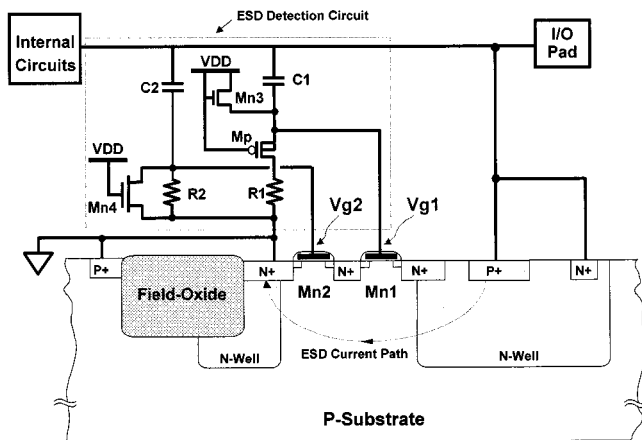 ESD Detection Circuit
Internal
Circuits
I/O
Pad
VDD
C2
C1
Mn3
Mp
VDD
Mn4
R2
R1
Vg2
Vg1
P+
Field-Oxide
N+
N+
N+
P+
N+
Mn2
Mn1
N-Well
ESD Current Path
N-Well
P-Substrate